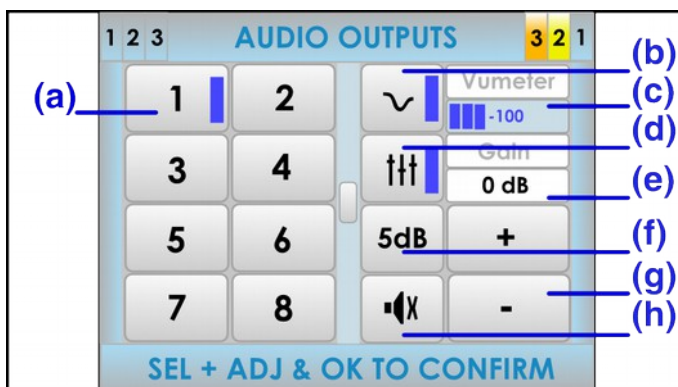 1 2 3 AUDIO OUTPUTS 3 2 1
(a) 1 2 Vumeter (b)
-100 (c)
3 4 Gain (d)
0 dB (e)
5 6 5dB + (f)
7 8 - (g)
(h)
SEL + ADJ & OK TO CONFIRM